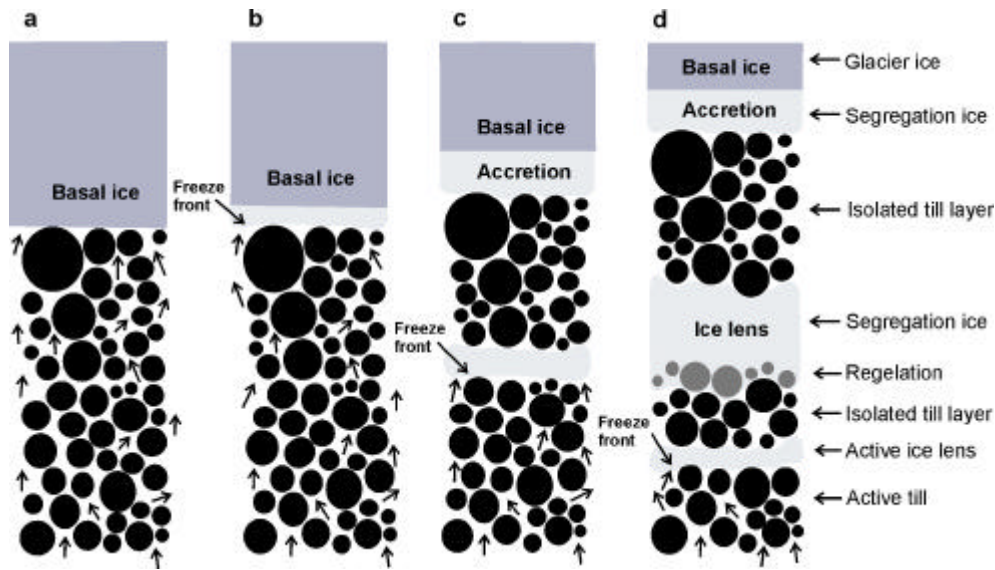 a
b
c
d
Basal ice
Glacier ice
Accretion
Segregation ice
Basal ice
Accretion
Basal ice
Freeze
front
Basal ice
Isolated till layer
Freeze
front
Ice lens
Segregation ice
Regelation
Isolated till layer
Freeze
front
Active ice lens
Active till